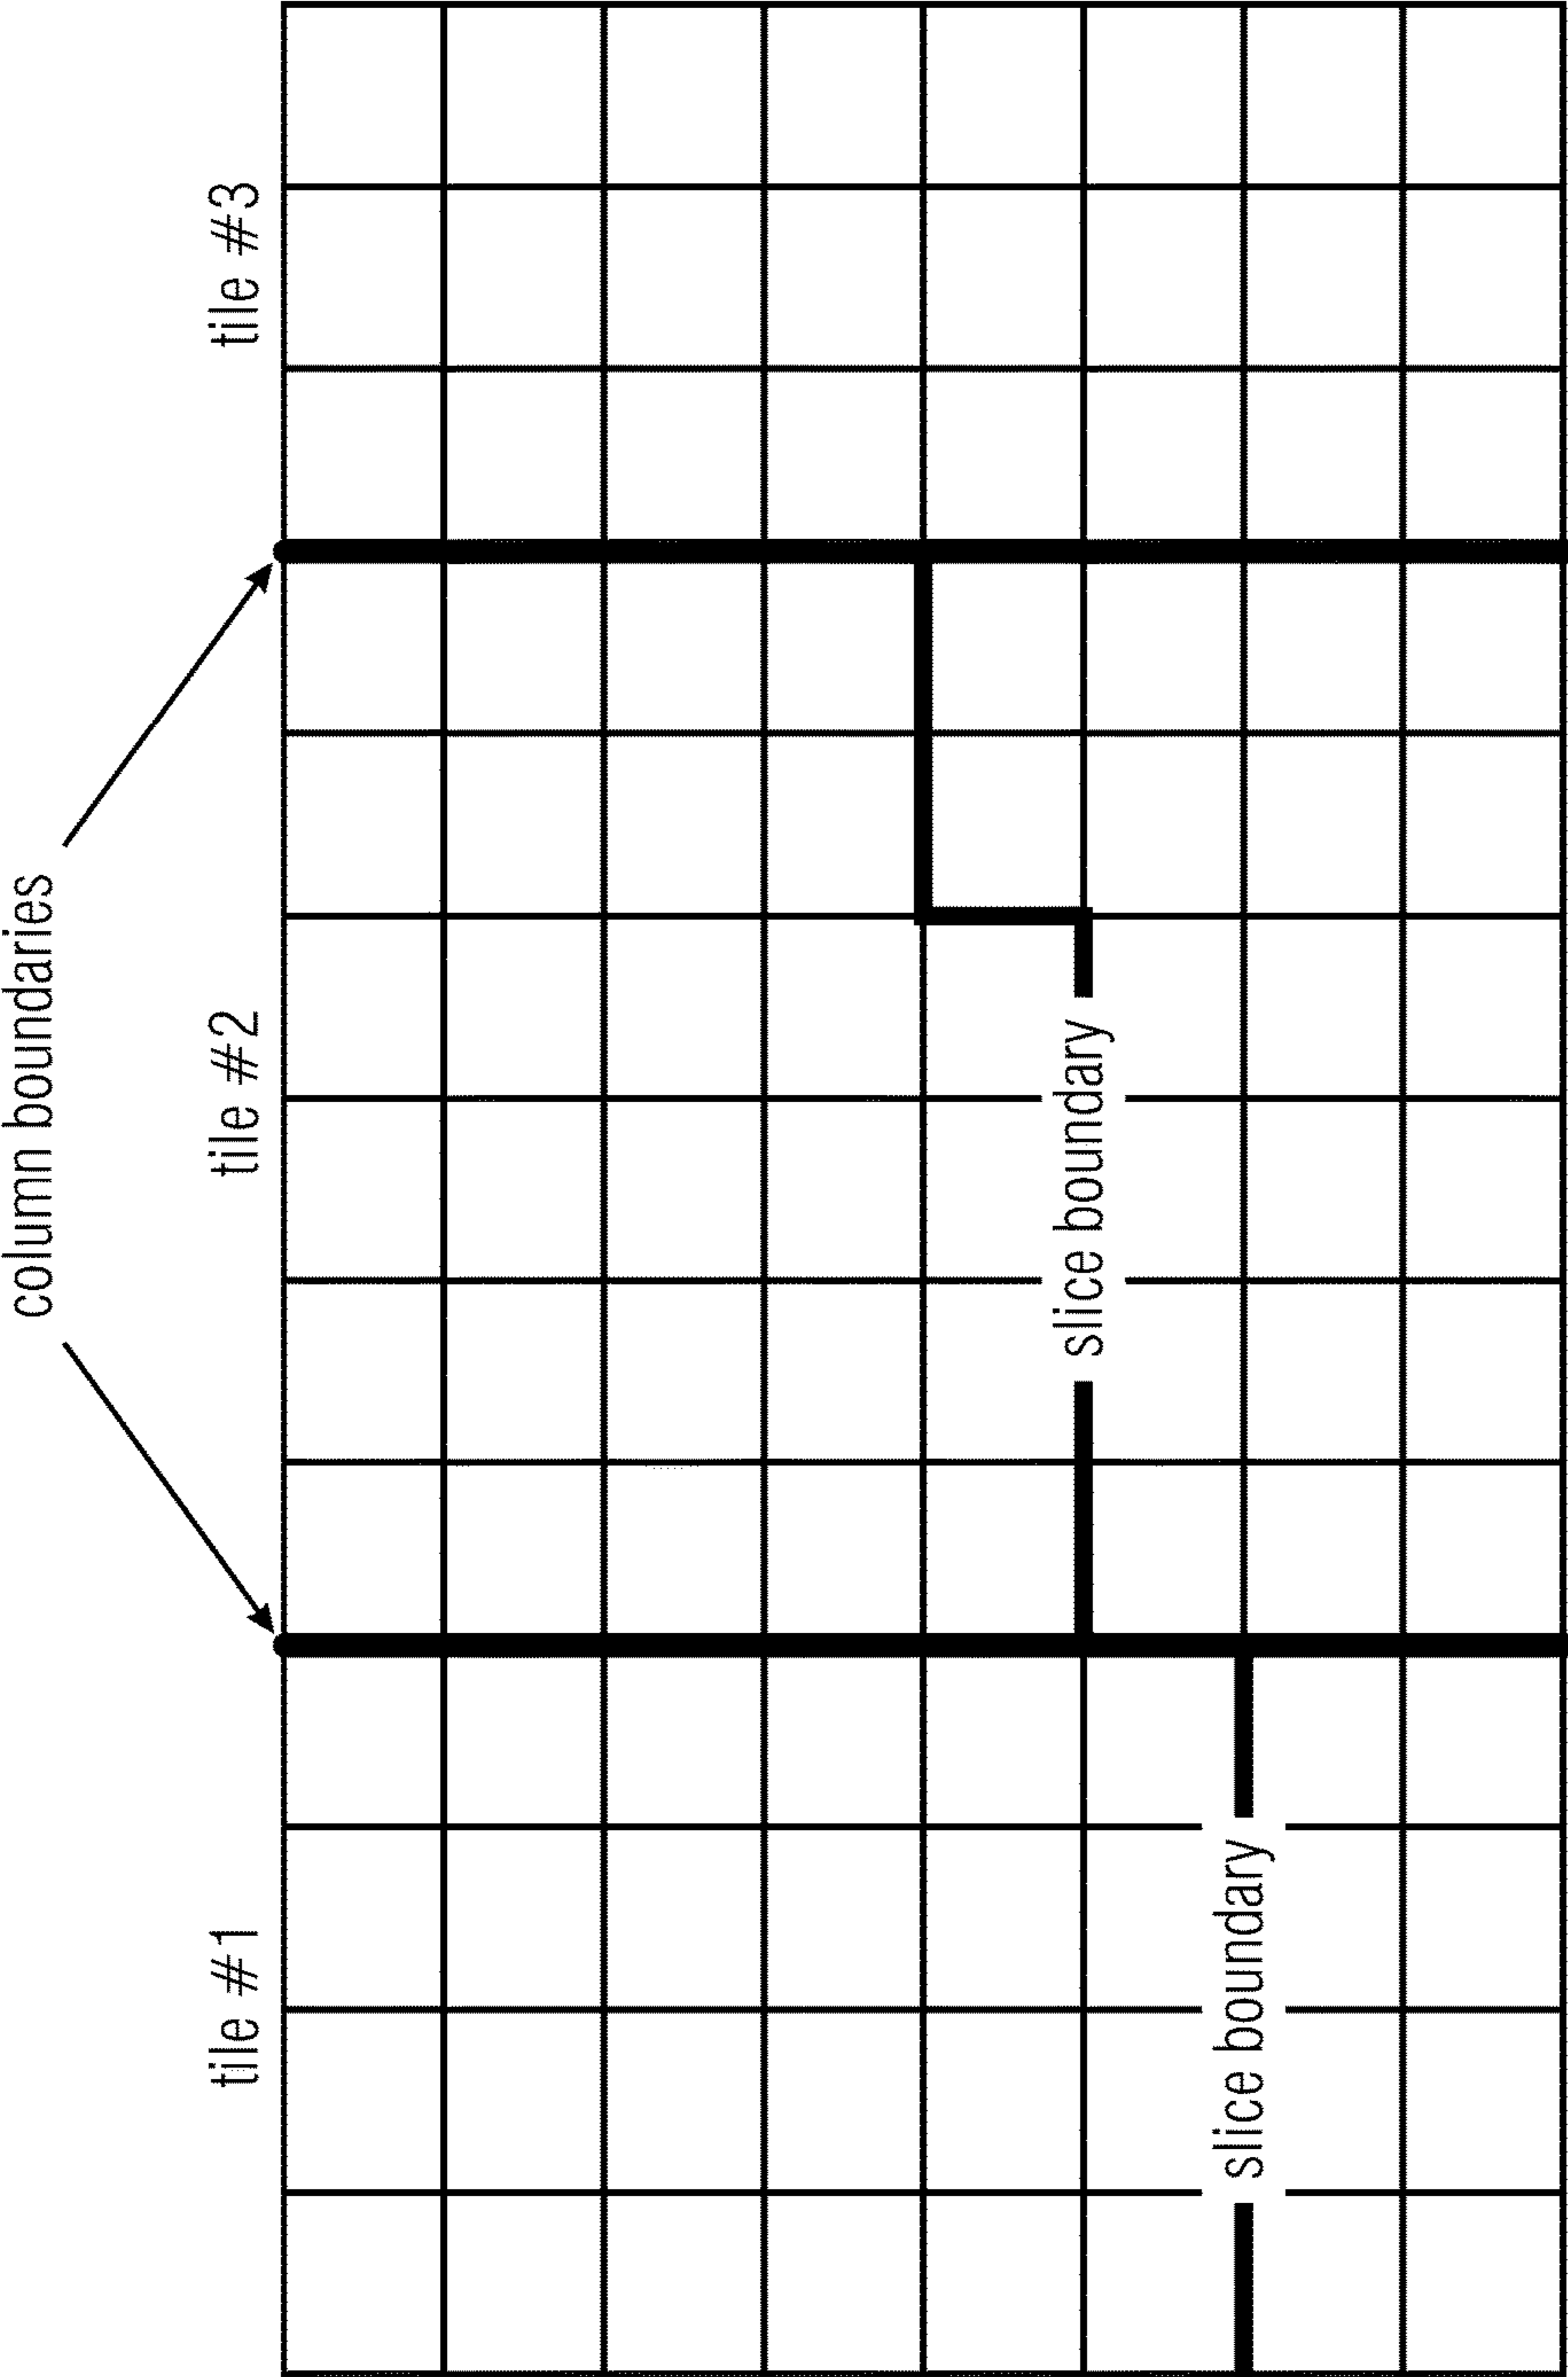 column boundaries
tile #1
tile #2
tile #3
slice boundary
slice boundary